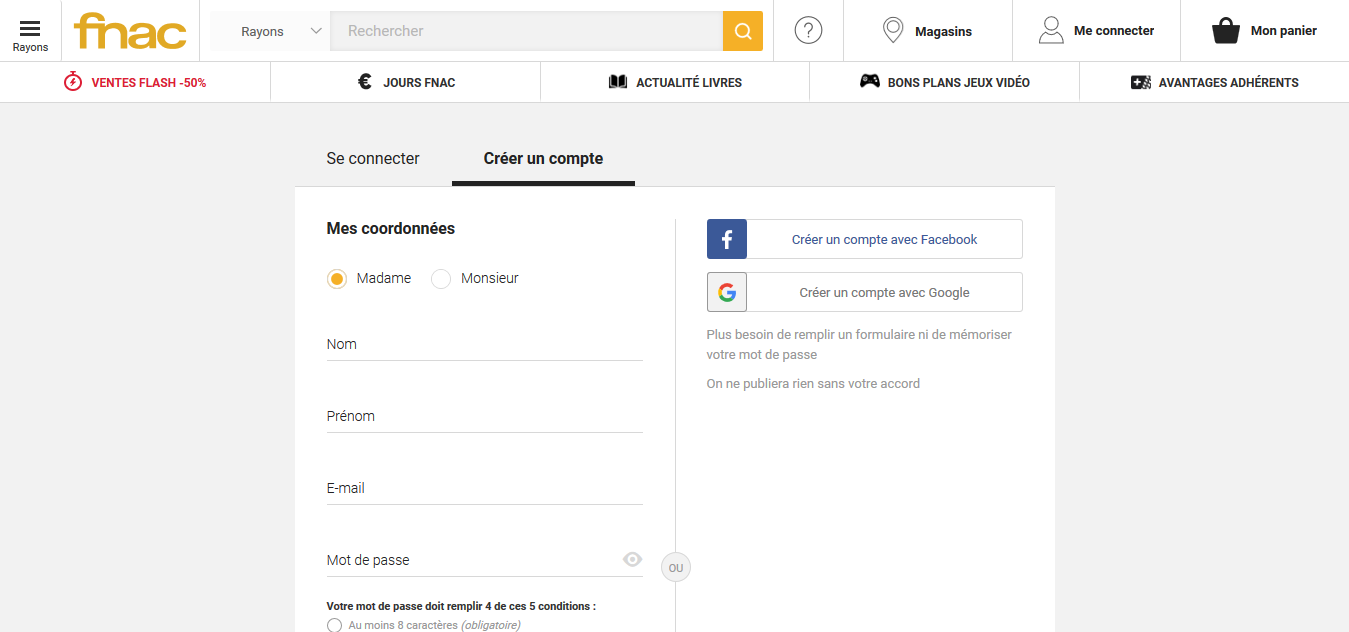 Rayons
fnac
Rayons
Rechercher
?
Magasins
Me connecter
Mon panier
VENTES FLASH -50%
€ JOURS FNAC
ACTUALITÉ LIVRES
BONS PLANS JEUX VIDÉO
AVANTAGES ADHÉRENTS
Se connecter
Créer un compte
Mes coordonnées
Madame
Monsieur
Nom
Prénom
E-mail
Mot de passe
Votre mot de passe doit remplir 4 de ces 5 conditions :
Au moins 8 caractères (obligatoire)
OU
f Créer un compte avec Facebook
G Créer un compte avec Google
Plus besoin de remplir un formulaire ni de mémoriser
votre mot de passe
On ne publiera rien sans votre accord